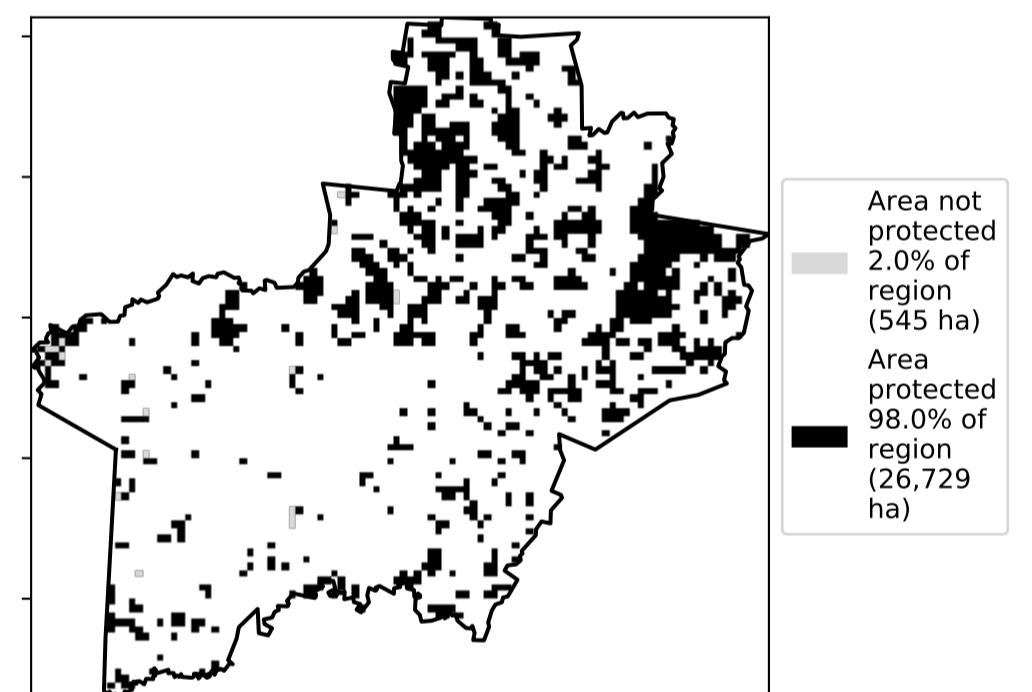 Area not
protected
2.0% of
region
(545 ha)
Area
protected
98.0% of
region
(26,729
ha)